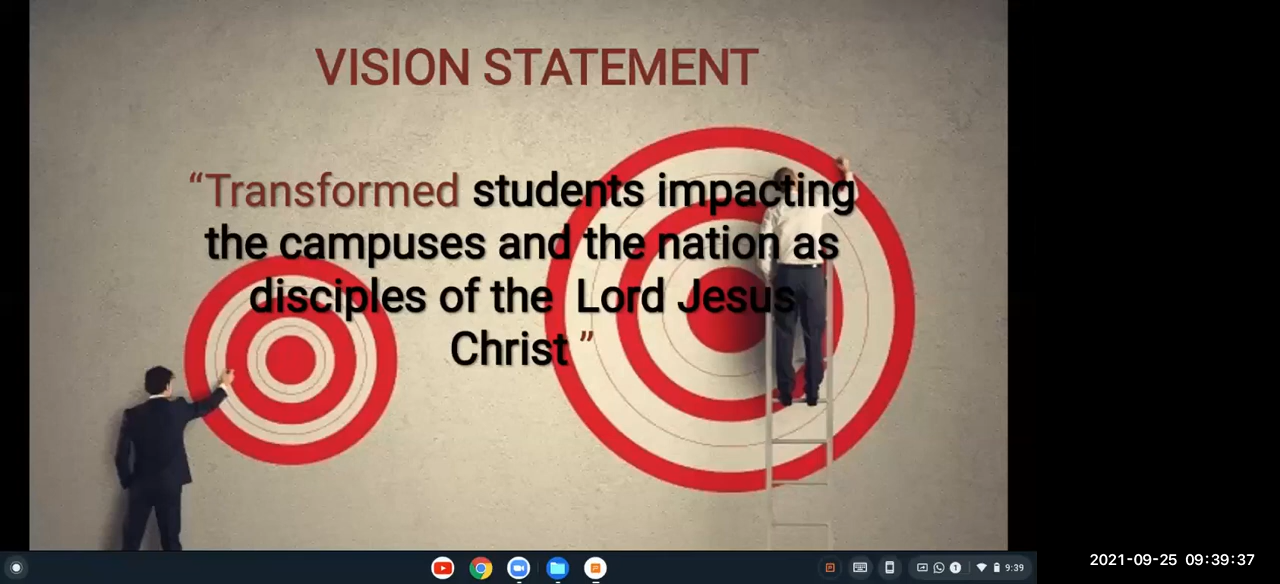 VISION STATEMENT
“Transformed students impacting
the campuses and the nation as
disciples of the Lord Jesus
Christ ”
1
9:39
2021-09-25 09:39:37